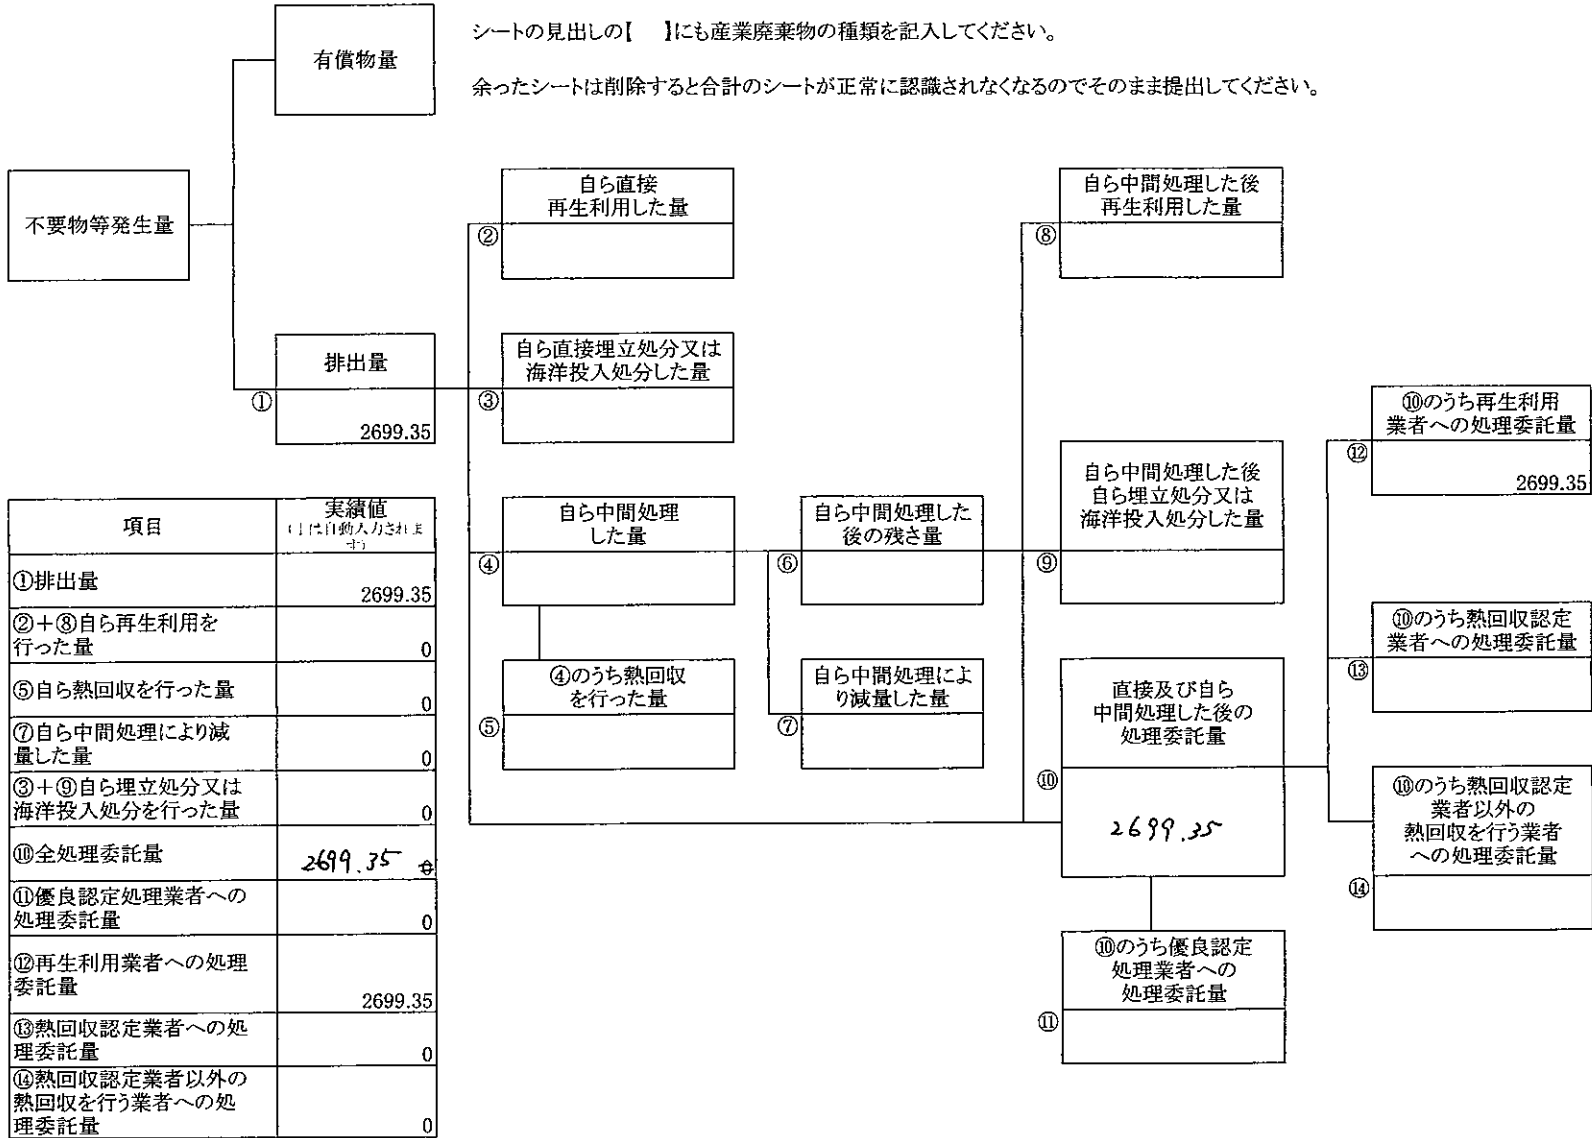 シートの見出しの【　】にも産業廃棄物の種類を記入してください。
余ったシートは削除すると合計のシートが正常に認識されなくなるのでそのまま提出してください。
有償物量
不要物等発生量
排出量
①
2699.35
自ら直接
再生利用した量
②
自ら直接埋立処分又は
海洋投入処分した量
③
自ら中間処理
した量
④
④のうち熱回収
を行った量
⑤
自ら中間処理した
後の残さ量
⑥
自ら中間処理によ
り減量した量
⑦
自ら中間処理した後
再生利用した量
⑧
自ら中間処理した後
自ら埋立処分又は
海洋投入処分した量
⑨
直接及び自ら
中間処理した後の
処理委託量
⑩
2699.35
⑩のうち優良認定
処理業者への
処理委託量
⑪
⑩のうち再生利用
業者への処理委託量
⑫
2699.35
⑩のうち熱回収認定
業者への処理委託量
⑬
⑩のうち熱回収認定
業者以外の
熱回収を行う業者
への処理委託量
⑭
項目
実績値
①排出量
2699.35
②＋⑧自ら再生利用を
行った量
0
⑤自ら熱回収を行った量
0
⑦自ら中間処理により減
量した量
0
③＋⑨自ら埋立処分又は
海洋投入処分を行った量
0
⑩全処理委託量
2699.35 0
⑪優良認定処理業者への
処理委託量
0
⑫再生利用業者への処理
委託量
2699.35
⑬熱回収認定業者への処
理委託量
0
⑭熱回収認定業者以外の
熱回収を行う業者への処
理委託量
0